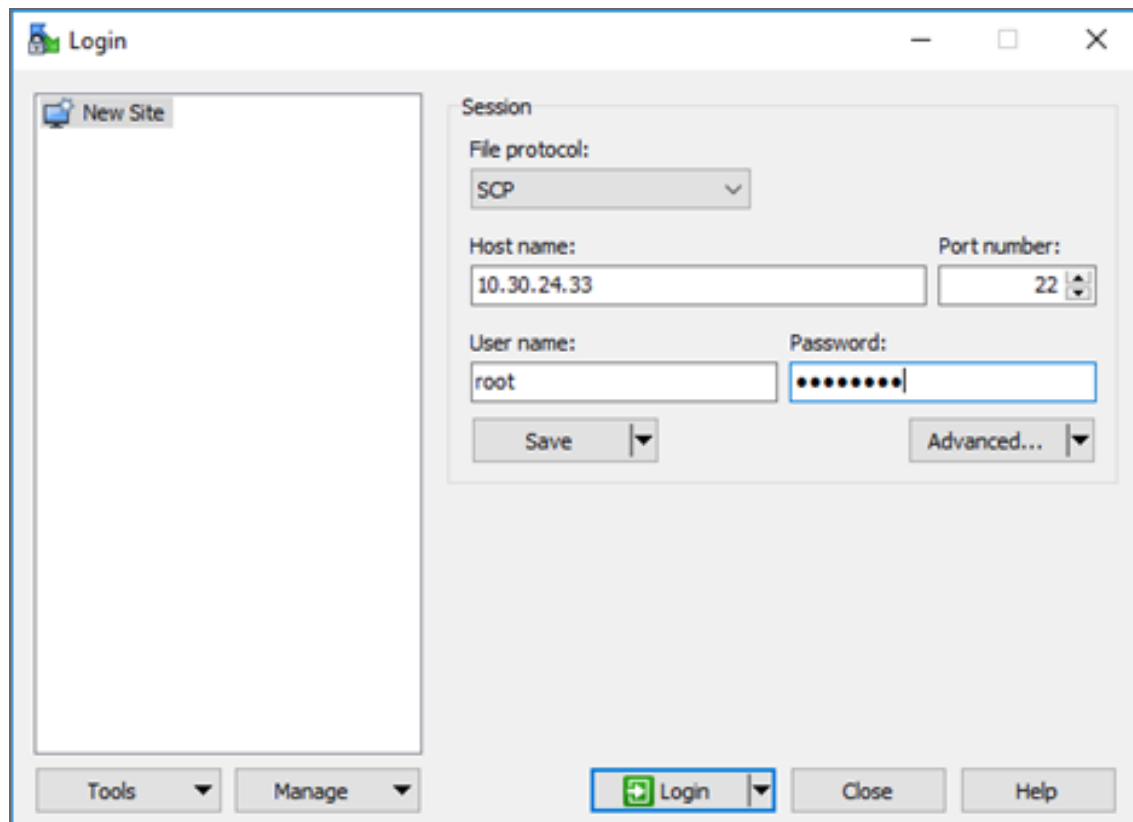 Login
New Site
Session
File protocol:
SCP
Host name:
Port number:
10.30.24.33
22
User name:
Password:
root
••••••••
Save
Advanced...
Tools
Manage
Login
Close
Help